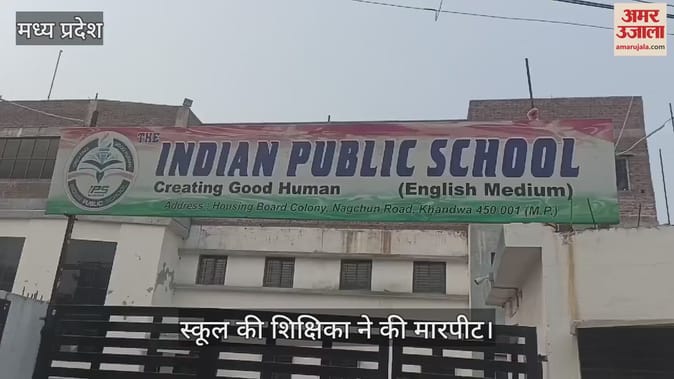 मध्य प्रदेश
अमर
उजाला
amarujala.com
THE INDIAN PUBLIC SCHOOL
Creating Good Human (English Medium)
Address : Housing Board Colony, Nagchun Road, Khandwa 450 001 (M.P.)
IPS
PUBLIC
स्कूल की शिक्षिका ने की मारपीट।